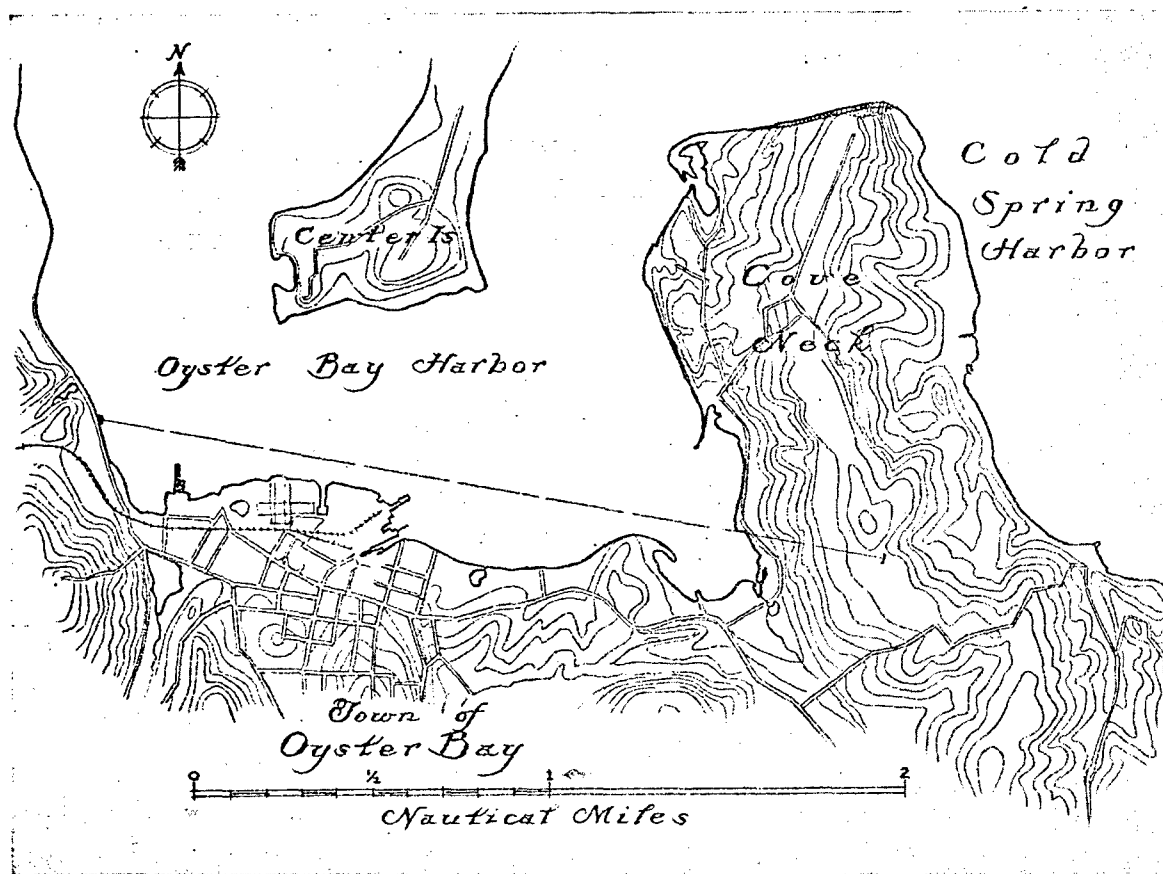 N
Cold
Spring
Harbor
Center Is
Cove
Neck
Oyster Bay Harbor
Town of
Oyster Bay
0 ½ 1 2
Nautical Miles